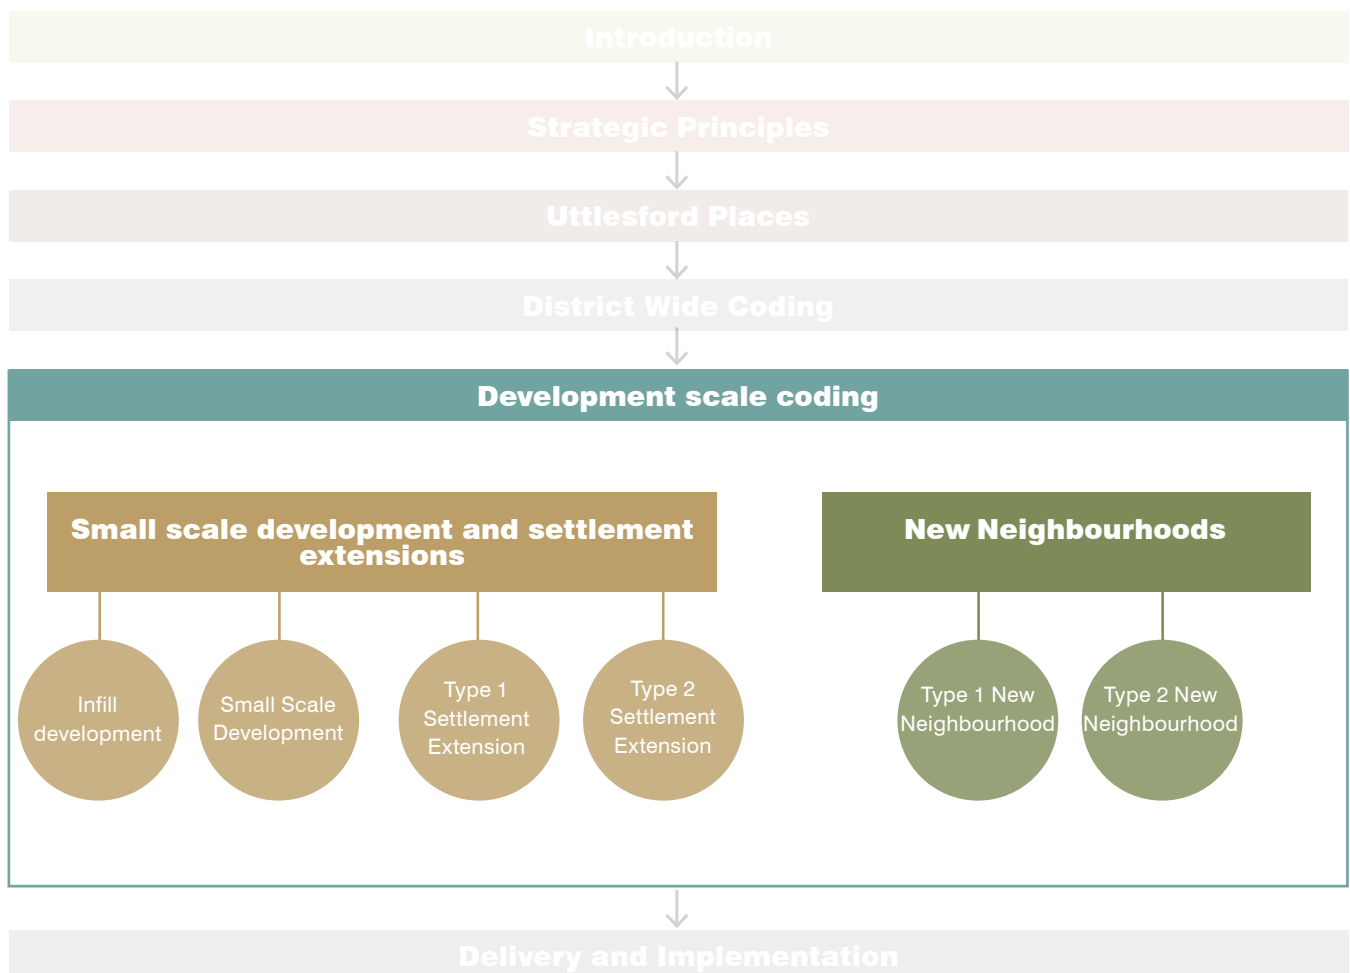 Introduction
Strategic Principles
Uttlesford Places
District Wide Coding
Development scale coding
Small scale development and settlement
extensions
New Neighbourhoods
Infill
development
Small Scale
Development
Type 1
Settlement
Extension
Type 2
Settlement
Extension
Type 1 New
Neighbourhood
Type 2 New
Neighbourhood
Delivery and Implementation